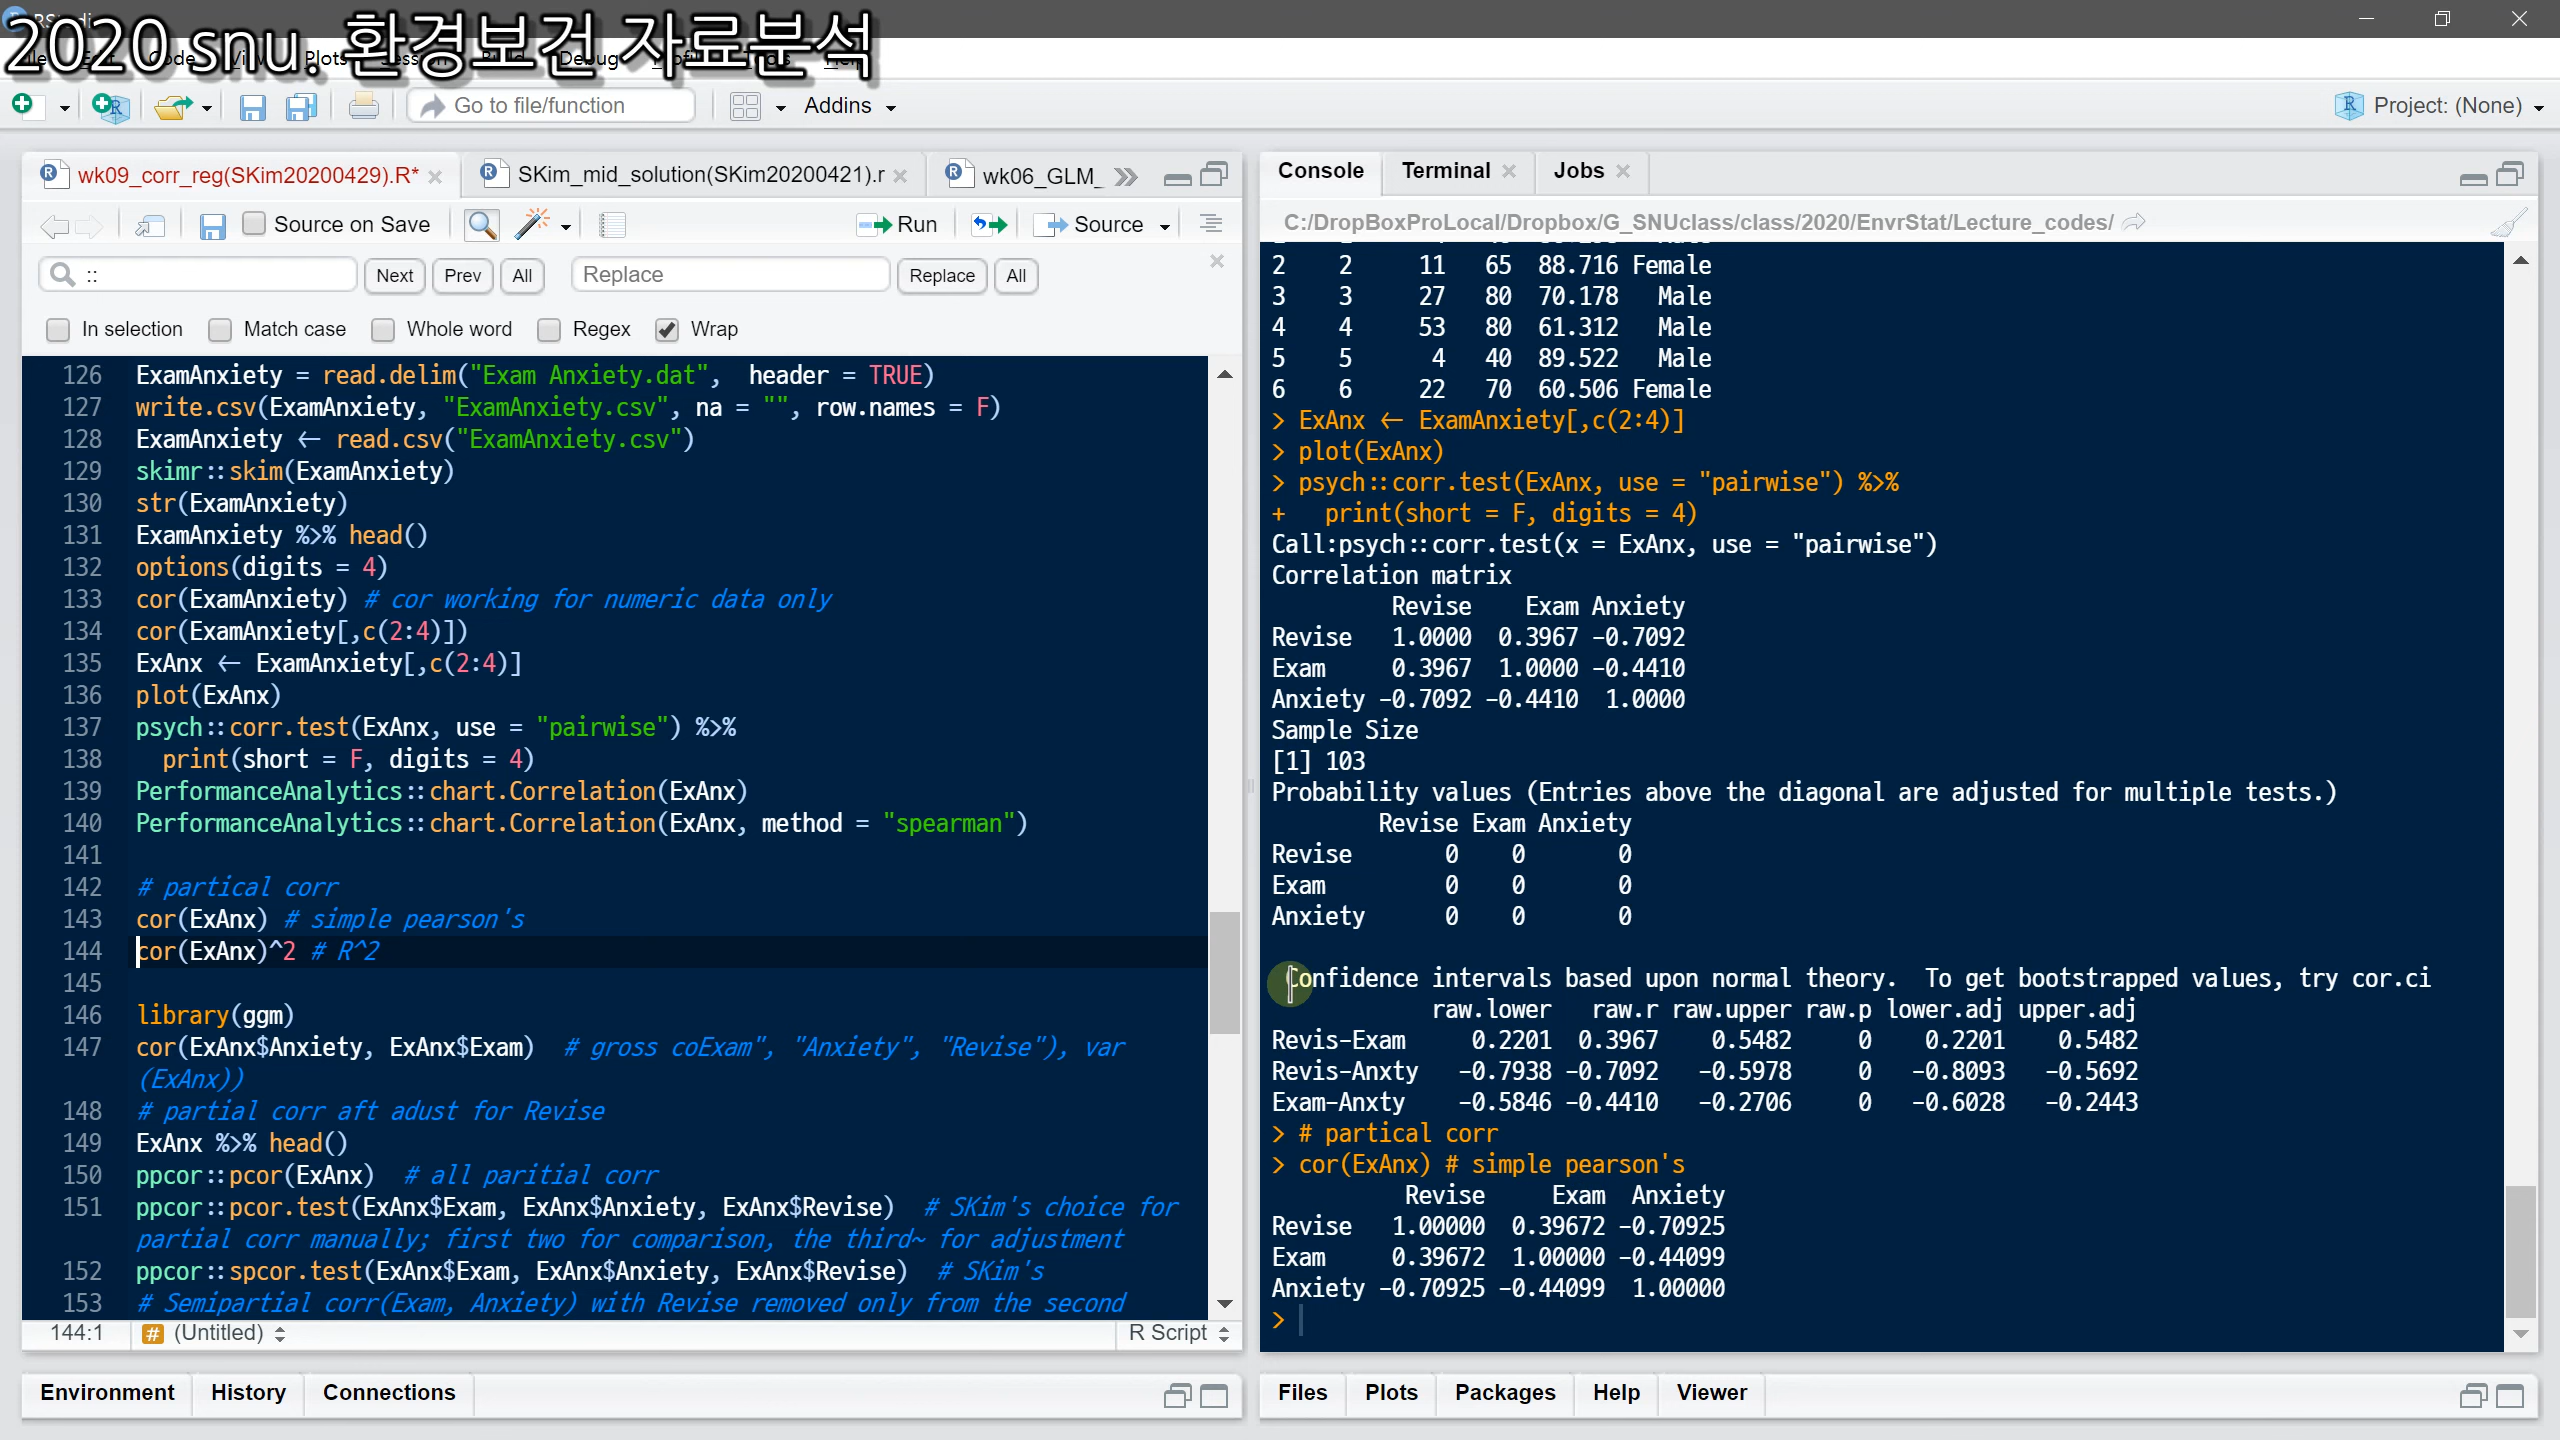 2020 snu. 환경보건 자료분석
Go to file/function
Addins
Project: (None)
wk09_corr_reg(SKim20200429).R*
SKim_mid_solution(SKim20200421).r
wk06_GLM_
Source on Save
Run
Source
::
Next
Prev
All
Replace
Replace
All
In selection
Match case
Whole word
Regex
Wrap
126 ExamAnxiety = read.delim("Exam Anxiety.dat",  header = TRUE)
127 write.csv(ExamAnxiety, "ExamAnxiety.csv", na = "", row.names = F)
128 ExamAnxiety <- read.csv("ExamAnxiety.csv")
129 skimr::skim(ExamAnxiety)
130 str(ExamAnxiety)
131 ExamAnxiety %>% head()
132 options(digits = 4)
133 cor(ExamAnxiety) # cor working for numeric data only
134 cor(ExamAnxiety[,c(2:4)])
135 ExAnx <- ExamAnxiety[,c(2:4)]
136 plot(ExAnx)
137 psych::corr.test(ExAnx, use = "pairwise") %>%
138   print(short = F, digits = 4)
139 PerformanceAnalytics::chart.Correlation(ExAnx)
140 PerformanceAnalytics::chart.Correlation(ExAnx, method = "spearman")
141
142 # partical corr
143 cor(ExAnx) # simple pearson's
144 cor(ExAnx)^2 # R^2
145
146 library(ggm)
147 cor(ExAnx$Anxiety, ExAnx$Exam)  # gross coExam", "Anxiety", "Revise"), var
(ExAnx))
148 # partial corr aft adust for Revise
149 ExAnx %>% head()
150 ppcor::pcor(ExAnx)  # all paritial corr
151 ppcor::pcor.test(ExAnx$Exam, ExAnx$Anxiety, ExAnx$Revise)  # SKim's choice for
partial corr manually; first two for comparison, the third~ for adjustment
152 ppcor::spcor.test(ExAnx$Exam, ExAnx$Anxiety, ExAnx$Revise)  # SKim's
153 # Semipartial corr(Exam, Anxiety) with Revise removed only from the second
144:1
# (Untitled)
R Script
Environment
History
Connections
Console
Terminal
Jobs
C:/DropBoxProLocal/Dropbox/G_SNUclass/class/2020/EnvrStat/Lecture_codes/
2    2     11   65  88.716 Female
3    3     27   80  70.178   Male
4    4     53   80  61.312   Male
5    5      4   40  89.522   Male
6    6     22   70  60.506 Female
> ExAnx <- ExamAnxiety[,c(2:4)]
> plot(ExAnx)
> psych::corr.test(ExAnx, use = "pairwise") %>%
+   print(short = F, digits = 4)
Call:psych::corr.test(x = ExAnx, use = "pairwise")
Correlation matrix
         Revise    Exam Anxiety
Revise   1.0000  0.3967 -0.7092
Exam     0.3967  1.0000 -0.4410
Anxiety -0.7092 -0.4410  1.0000
Sample Size
[1] 103
Probability values (Entries above the diagonal are adjusted for multiple tests.)
        Revise Exam Anxiety
Revise       0    0       0
Exam         0    0       0
Anxiety      0    0       0
Confidence intervals based upon normal theory.  To get bootstrapped values, try cor.ci
            raw.lower   raw.r raw.upper raw.p lower.adj upper.adj
Revis-Exam     0.2201  0.3967    0.5482     0    0.2201    0.5482
Revis-Anxty   -0.7938 -0.7092   -0.5978     0   -0.8093   -0.5692
Exam-Anxty    -0.5846 -0.4410   -0.2706     0   -0.6028   -0.2443
> # partical corr
> cor(ExAnx) # simple pearson's
          Revise     Exam  Anxiety
Revise   1.00000  0.39672 -0.70925
Exam     0.39672  1.00000 -0.44099
Anxiety -0.70925 -0.44099  1.00000
>
Files
Plots
Packages
Help
Viewer